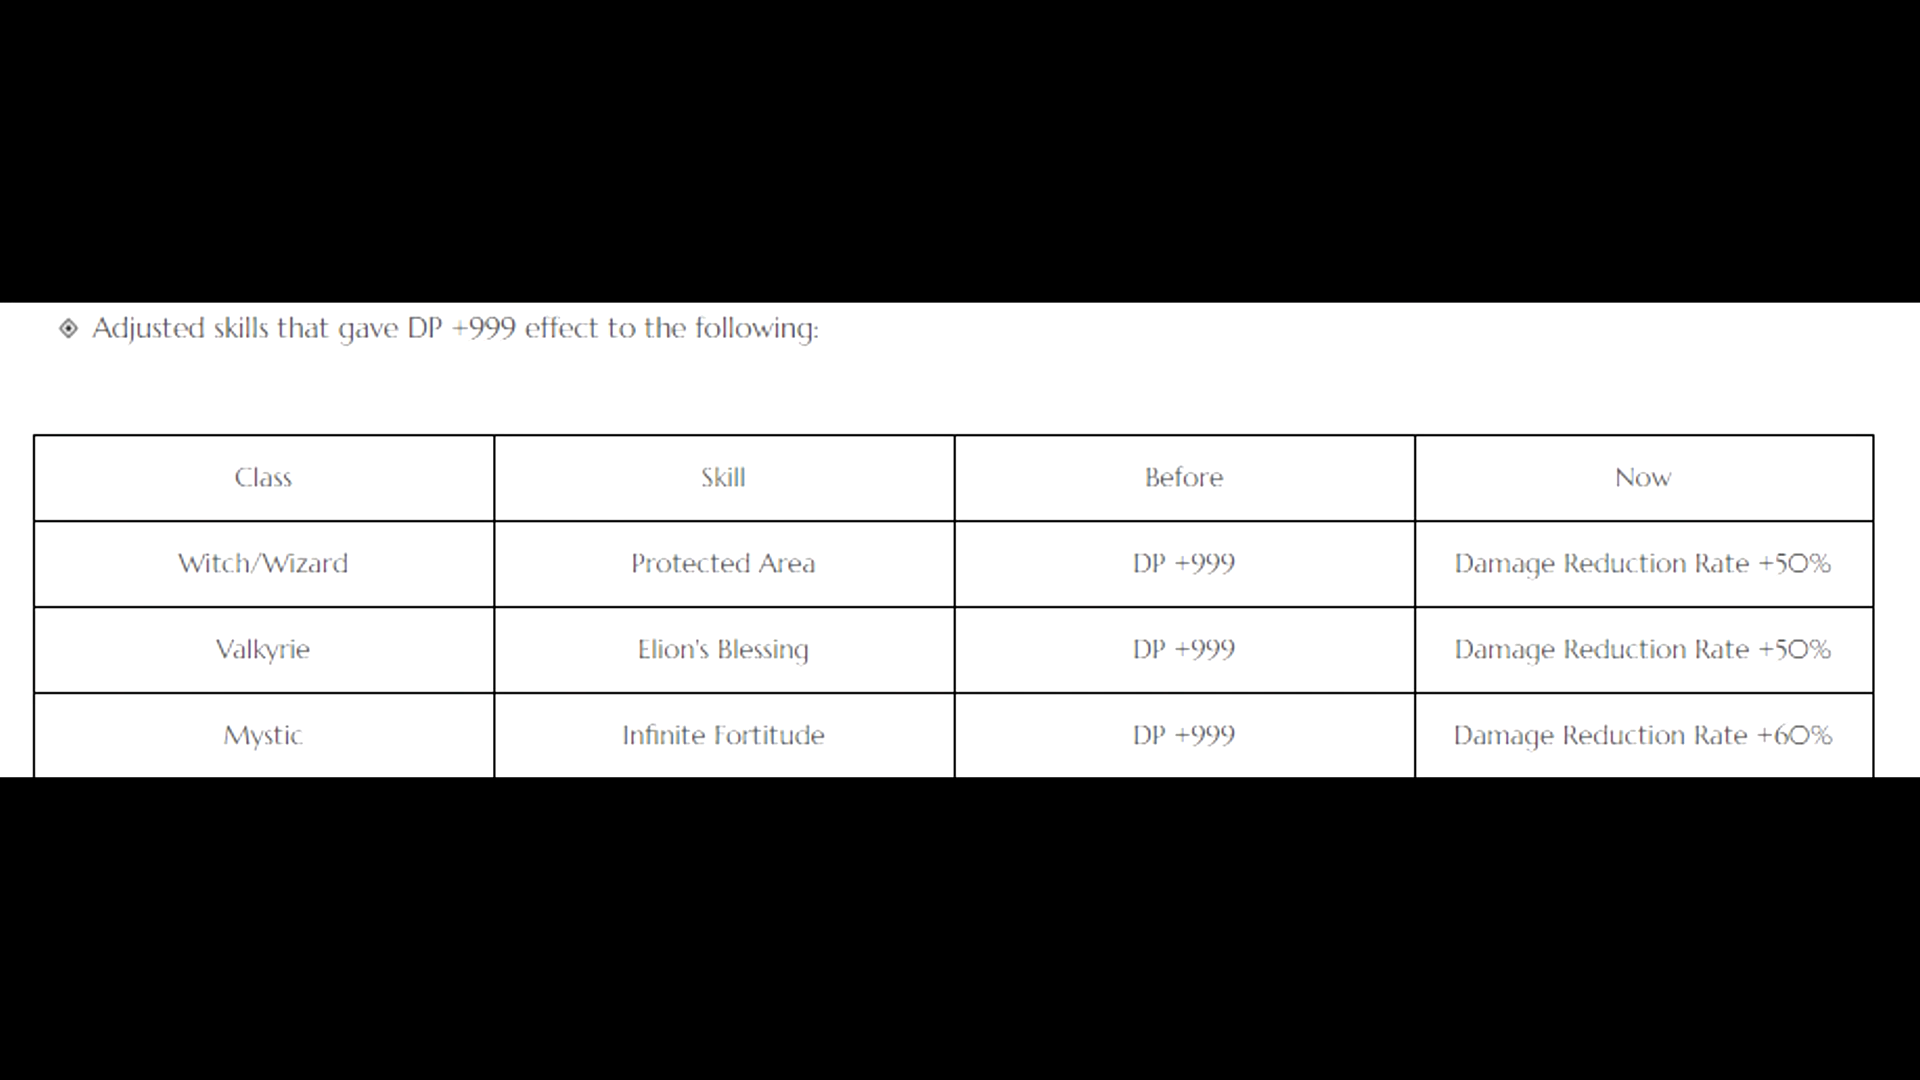 Adjusted skills that gave DP +999 effect to the following:
Class Skill Before Now
Witch/Wizard Protected Area DP +999 Damage Reduction Rate +50%
Valkyrie Elion's Blessing DP +999 Damage Reduction Rate +50%
Mystic Infinite Fortitude DP +999 Damage Reduction Rate +60%